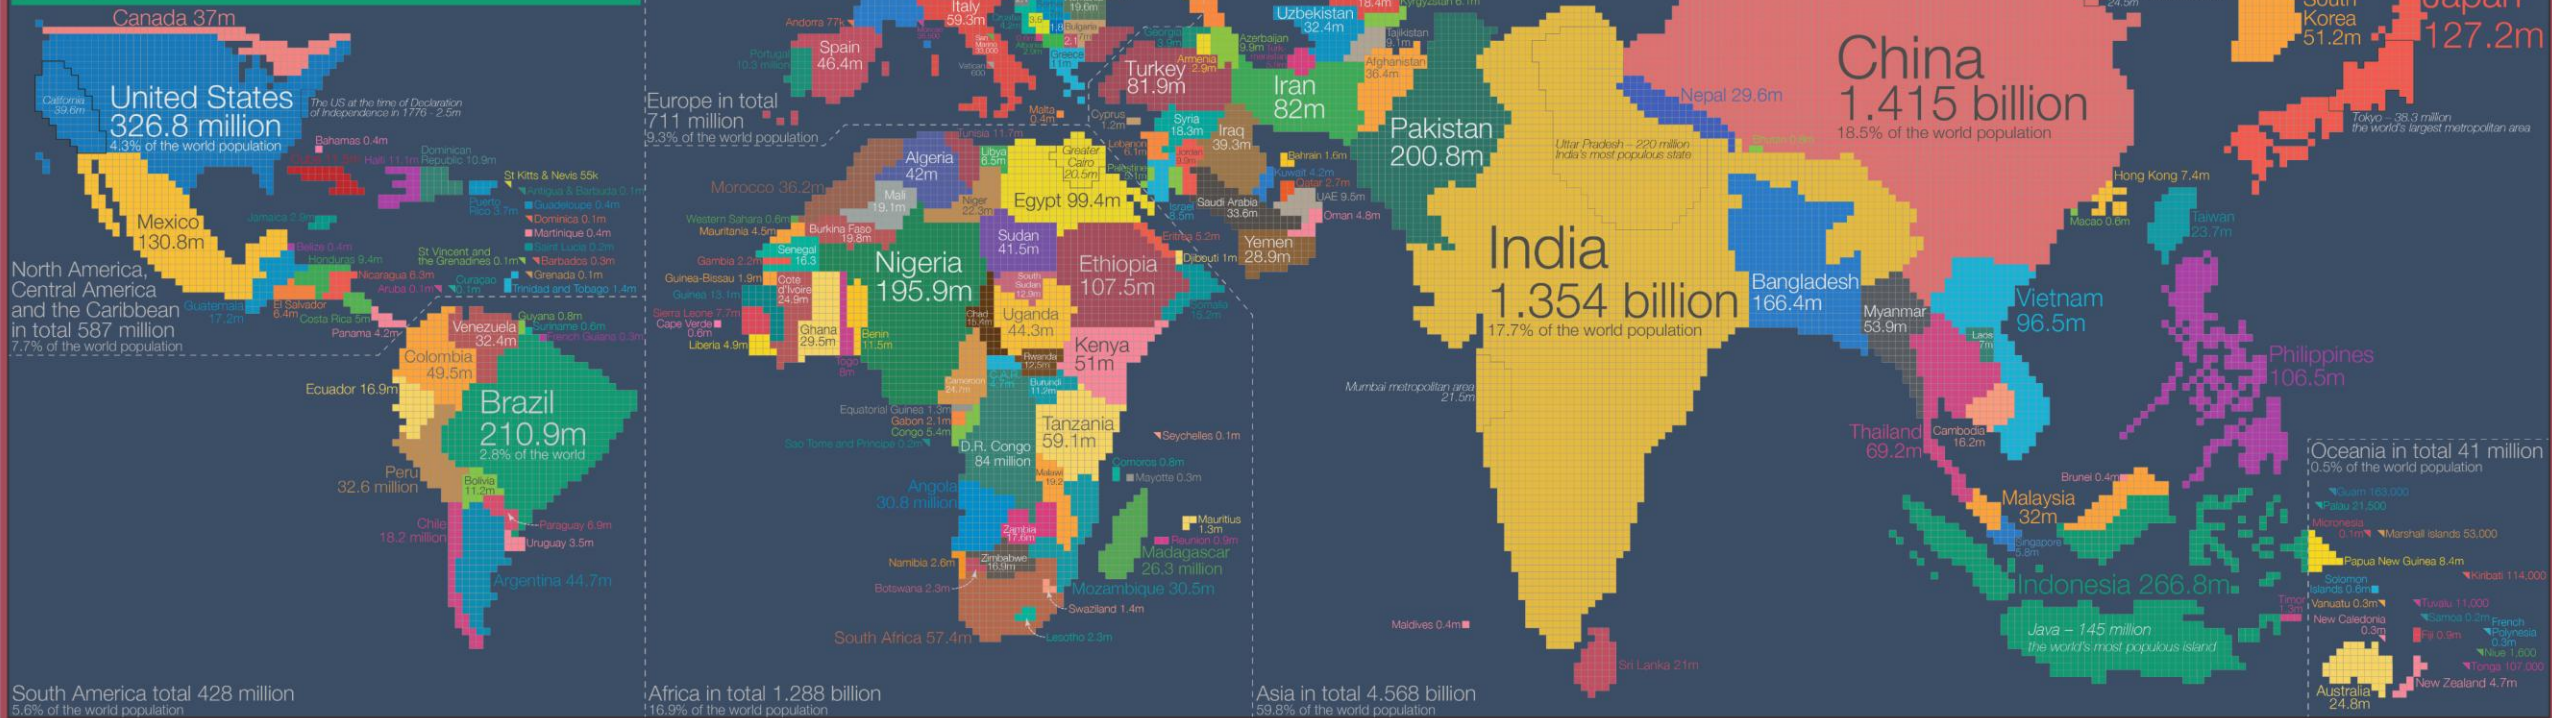 Canada 37m
California
39.6m
United States
326.8 million
4.3% of the world population
The US at the time of Declaration
of Independence in 1776 - 2.5m
Bahamas 0.4m
Haiti 11.1m
Dominican
Republic 10.9m
Mexico
130.8m
Jamaica 2.9m
Puerto
Rico 3.7m
St Kitts & Nevis 55k
Antigua & Barbuda 0.1m
Guadeloupe 0.4m
Dominica 0.1m
Martinique 0.4m
Saint Lucia 0.2m
Barbados 0.3m
Grenada 0.1m
Trinidad and Tobago 1.4m
St Vincent and
the Grenadines 0.1m
Curaçao
0.1m
Aruba 0.1m
Belize 0.4m
Honduras 9.4m
Nicaragua 6.3m
Guatemala
17.2m
El Salvador
6.4m
Costa Rica 5m
Panama 4.2m
North America,
Central America
and the Caribbean
in total 587 million
7.7% of the world population
Venezuela
32.4m
Guyana 0.8m
Suriname 0.6m
French Guiana 0.3m
Colombia
49.5m
Ecuador 16.9m
Brazil
210.9m
2.8% of the world
Peru
32.6 million
Bolivia
11.2m
Paraguay 6.9m
Uruguay 3.5m
Chile
18.2 million
Argentina 44.7m
South America total 428 million
5.6% of the world population
Andorra 77k
Portugal
10.3 million
Spain
46.4m
Italy
59.3m
San
Marino
Vatican
Malta
0.4m
19.6m
Bulgaria
Greece
11m
Europe in total
711 million
9.3% of the world population
Tunisia 11.7m
Algeria
42m
Libya
6.5m
Greater
Cairo
20.5m
Egypt 99.4m
Morocco 36.2m
Mali
19.1m
Niger
22.3m
Western Sahara 0.6m
Mauritania 4.5m
Burkina Faso
19.8m
Senegal
16.3
Gambia 2.2m
Guinea-Bissau 1.9m
Guinea 13.1m
Sierra Leone 7.7m
Cape Verde
0.6m
Liberia 4.9m
Cote
d'Ivoire
24.9m
Ghana
29.5m
Togo
8m
Benin
11.5m
Nigeria
195.9m
Sudan
41.5m
South
Sudan
12.9m
Chad
15.4m
Eritrea 5.2m
Djibouti 1m
Ethiopia
107.5m
Somalia
15.2m
Uganda
44.3m
Kenya
51m
Rwanda
12.5m
Burundi
11.2m
Cameroon
24.7m
Equatorial Guinea 1.3m
Gabon 2.1m
Congo 5.4m
Sao Tome and Principe 0.2m
D.R. Congo
84 million
Tanzania
59.1m
Seychelles 0.1m
Comoros 0.8m
Mayotte 0.3m
Malawi
19.2
Angola
30.8 million
Zambia
17.6m
Mauritius
1.3m
Reunion 0.9m
Madagascar
26.3 million
Namibia 2.6m
Zimbabwe
16.9m
Botswana 2.3m
Mozambique 30.5m
Swaziland 1.4m
South Africa 57.4m
Lesotho 2.3m
Africa in total 1.288 billion
16.9% of the world population
Georgia
3.9m
Armenia
2.9m
Azerbaijan
9.9m
Turkey
81.9m
Cyprus
1.2m
Syria
18.3m
Lebanon
6.1m
Jordan
9.9m
Israel
8.5m
Iraq
39.3m
Iran
82m
Bahrain 1.6m
Kuwait 4.2m
Qatar 2.7m
UAE 9.5m
Oman 4.8m
Saudi Arabia
33.6m
Yemen
28.9m
Uzbekistan
32.4m
18.4m
Kyrgyzstan 6.1m
Tajikistan
9.1m
Afghanistan
36.4m
Pakistan
200.8m
Uttar Pradesh – 220 million
India's most populous state
Nepal 29.6m
India
1.354 billion
17.7% of the world population
Mumbai metropolitan area
21.5m
Maldives 0.4m
Sri Lanka 21m
China
1.415 billion
18.5% of the world population
South
Korea
51.2m
Japan
127.2m
Tokyo – 38.3 million
the world's largest metropolitan area
Hong Kong 7.4m
Macao 0.6m
Taiwan
23.7m
Bangladesh
166.4m
Myanmar
53.9m
Laos
7m
Vietnam
96.5m
Thailand
69.2m
Cambodia
16.2m
Philippines
106.5m
Brunei 0.4m
Malaysia
32m
Singapore
5.8m
Indonesia 266.8m
Java – 145 million
the world's most populous island
Timor
1.3m
Asia in total 4.568 billion
59.8% of the world population
Oceania in total 41 million
0.5% of the world population
Guam 163,000
Palau 21,500
Micronesia
0.1m
Marshall islands 53,000
Papua New Guinea 8.4m
Kiribati 114,000
Solomon
Islands 0.6m
Vanuatu 0.3m
Tuvalu 11,000
New Caledonia
0.3m
Samoa 0.2m
French
Polynesia
0.3m
Fiji 0.9m
Niue 1,600
Tonga 107,000
New Zealand 4.7m
Australia
24.8m